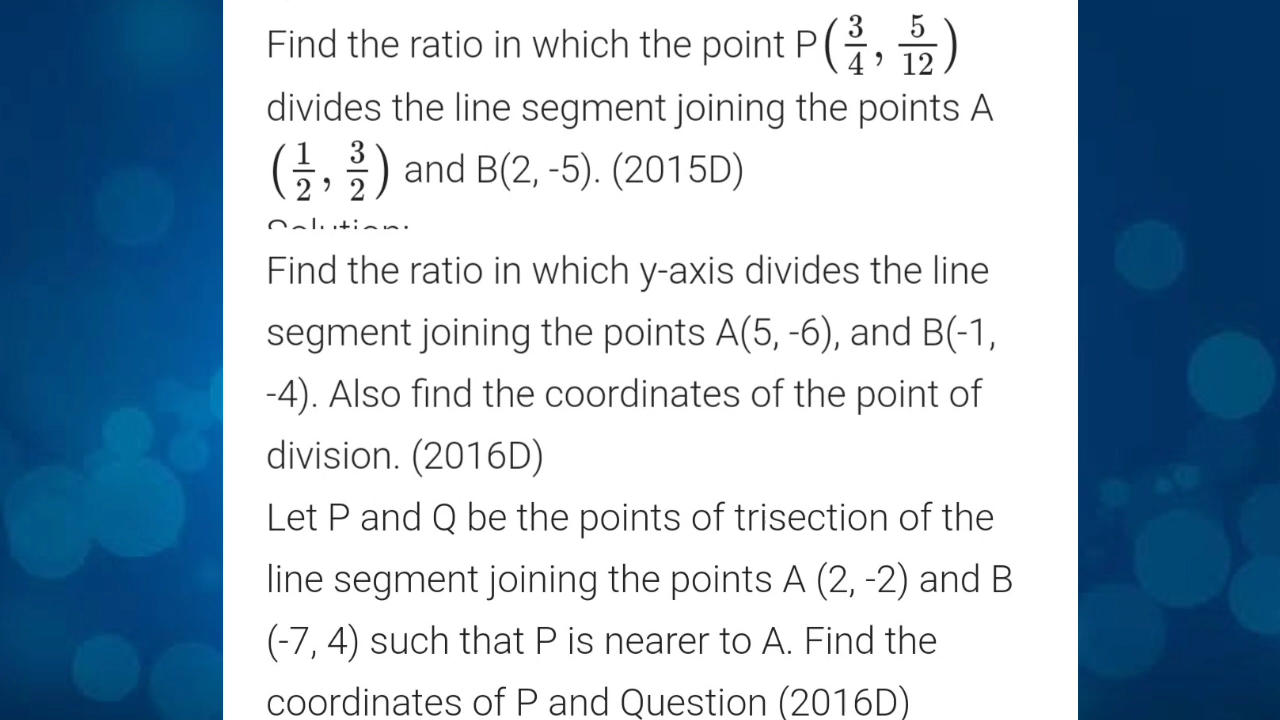 Find the ratio in which the point P(3/4, 5/12)
divides the line segment joining the points A
(1/2, 3/2) and B(2, -5). (2015D)
Solution:
Find the ratio in which y-axis divides the line
segment joining the points A(5, -6), and B(-1,
-4). Also find the coordinates of the point of
division. (2016D)
Let P and Q be the points of trisection of the
line segment joining the points A (2, -2) and B
(-7, 4) such that P is nearer to A. Find the
coordinates of P and Question (2016D)